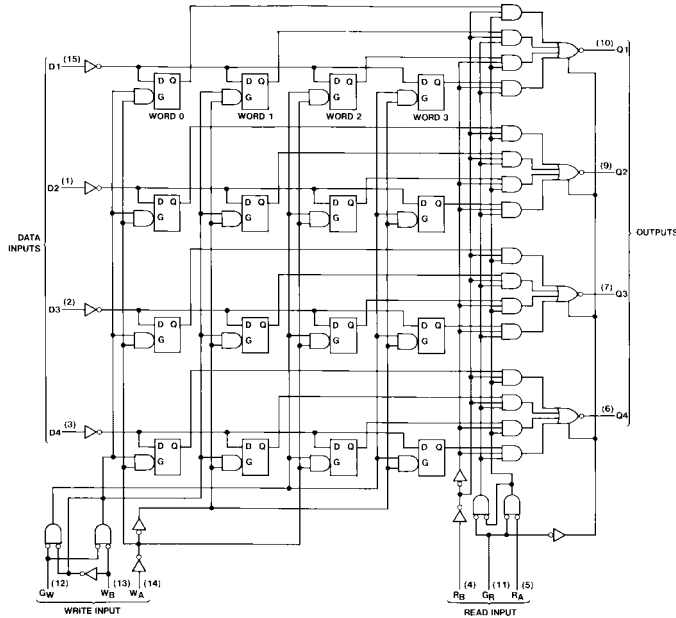 (10)
Q1
D1 (15)
D Q D Q D Q D Q
G G G G
WORD 0 WORD 1 WORD 2 WORD 3
(9)
Q2
D2 (1)
D Q D Q D Q D Q
G G G G
DATA
INPUTS
OUTPUTS
(7)
Q3
D3 (2)
D Q D Q D Q D Q
G G G G
(6)
Q4
D4 (3)
D Q D Q D Q D Q
G G G G
GW (12) WB (13) WA (14)
WRITE INPUT
RB (4) GR (11) RA (5)
READ INPUT